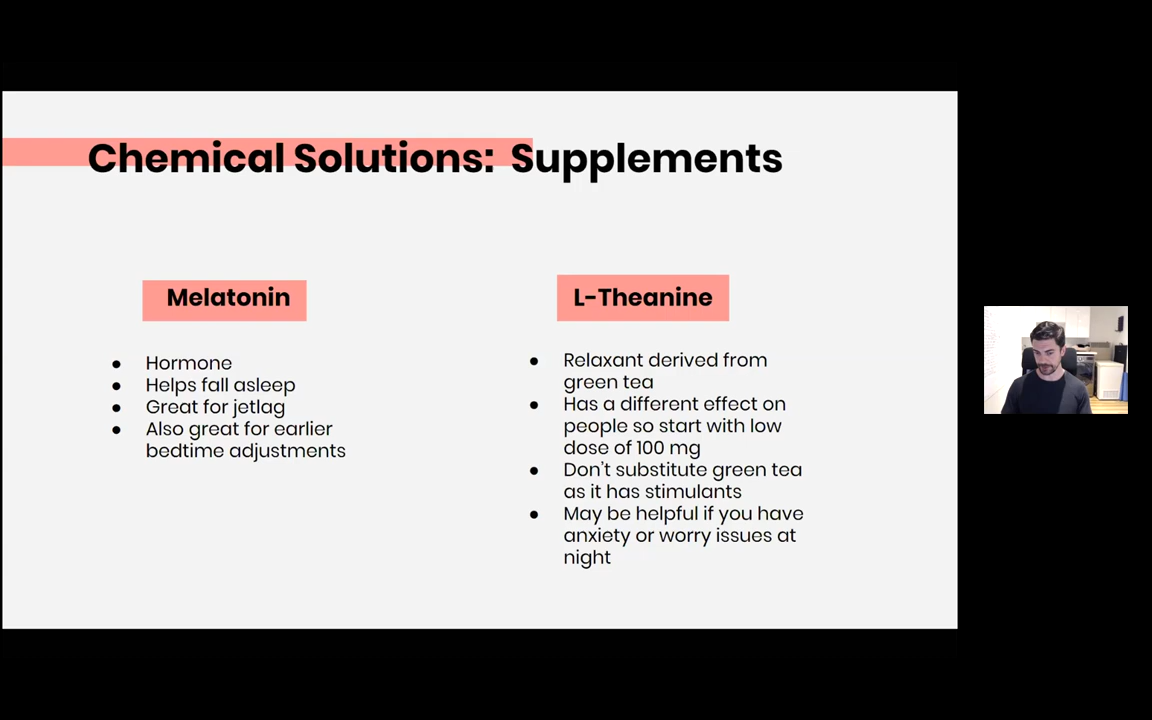 Chemical Solutions: Supplements
Melatonin
● Hormone
● Helps fall asleep
● Great for jetlag
● Also great for earlier
bedtime adjustments
L-Theanine
● Relaxant derived from
green tea
● Has a different effect on
people so start with low
dose of 100 mg
● Don't substitute green tea
as it has stimulants
● May be helpful if you have
anxiety or worry issues at
night